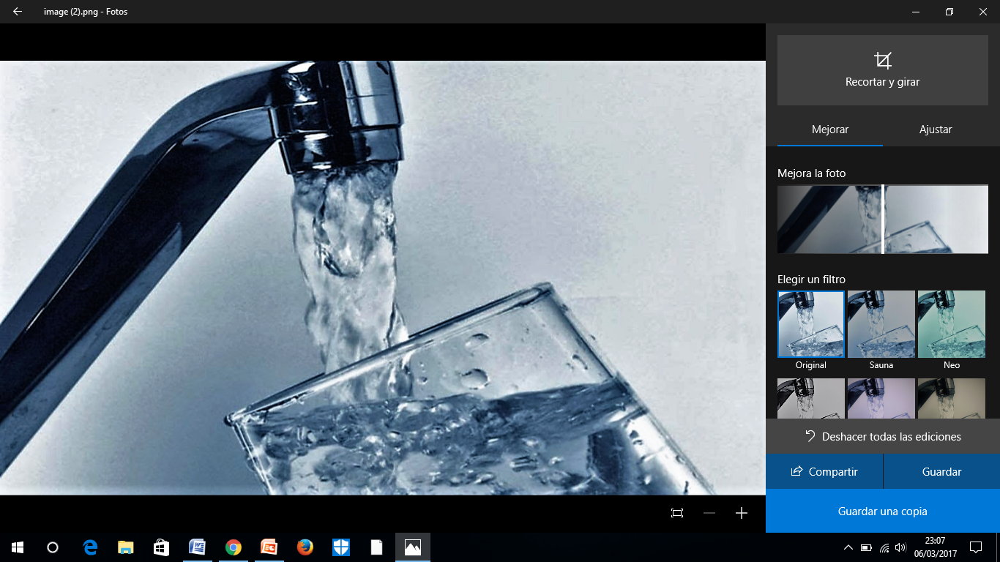 image (2).png - Fotos
Recortar y girar
Mejorar Ajustar
Mejora la foto
Elegir un filtro
Original Sauna Neo
Deshacer todas las ediciones
Compartir Guardar
Guardar una copia
23:07
06/03/2017